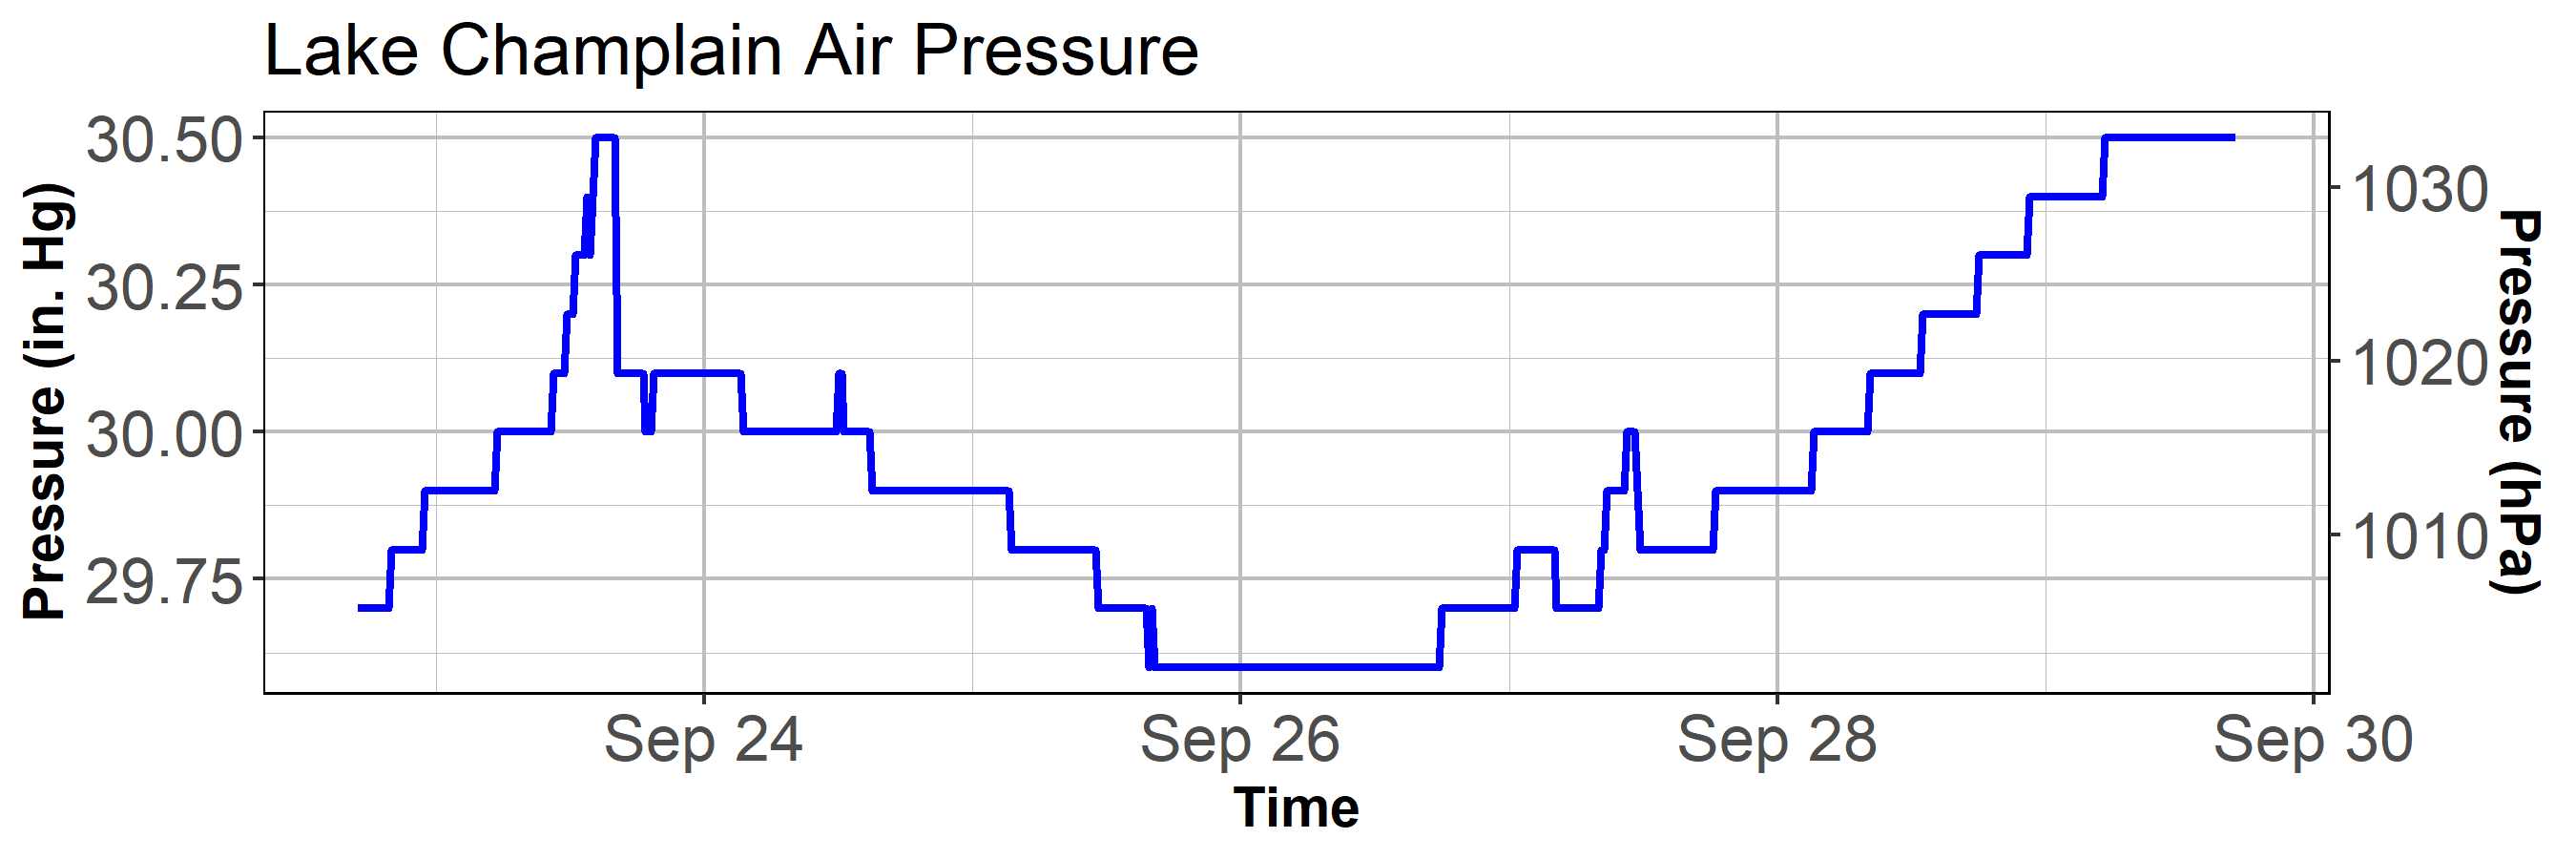 Lake Champlain Air Pressure
Pressure (in. Hg)
30.50
30.25
30.00
29.75
1030
1020
1010
Pressure (hPa)
Sep 24
Sep 26
Sep 28
Sep 30
Time